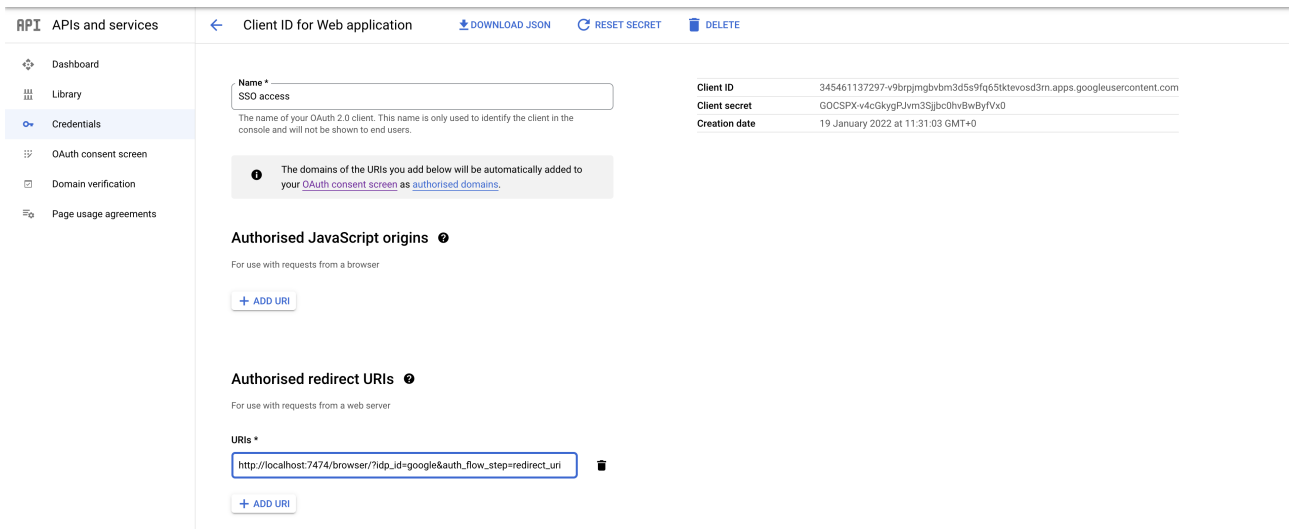 API APIs and services
Client ID for Web application
DOWNLOAD JSON
RESET SECRET
DELETE
Dashboard
Library
Credentials
OAuth consent screen
Domain verification
Page usage agreements
Name *
SSO access
The name of your OAuth 2.0 client. This name is only used to identify the client in the
console and will not be shown to end users.
The domains of the URIs you add below will be automatically added to
your OAuth consent screen as authorised domains.
Client ID 345461137297-v9brpjmgbvbm3d5s9fq65tktevosd3rn.apps.googleusercontent.com
Client secret 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
Creation date 19 January 2022 at 11:31:03 GMT+0
Authorised JavaScript origins
For use with requests from a browser
+ ADD URI
Authorised redirect URIs
For use with requests from a web server
URIs *
http://localhost:7474/browser/?idp_id=google&auth_flow_step=redirect_uri
+ ADD URI